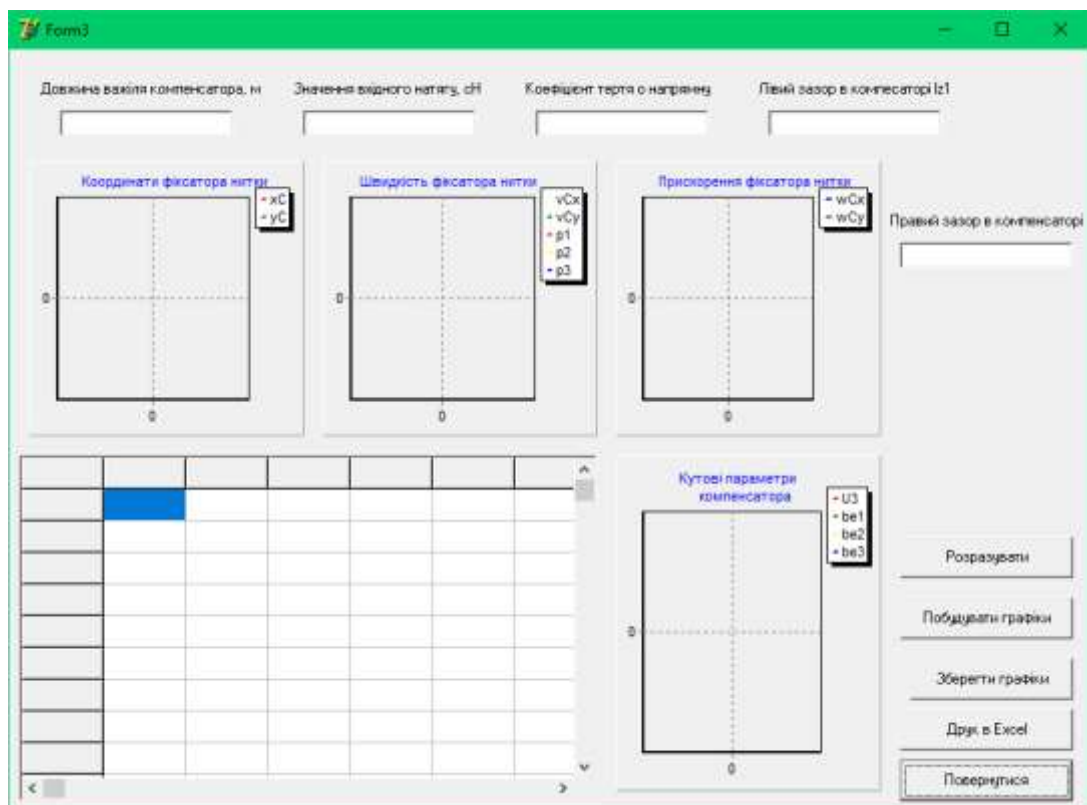 Form3
Довжина важіля компенсатора, м
Значення вхідного натягу, сН
Коефіцієнт тертя о напрямну
Лівий зазор в компесаторі lz1
Координати фіксатора нитки
xC
yC
0
0
Швидкість фіксатора нитки
vCx
vCy
p1
p2
p3
0
0
Прискорення фіксатора нитки
wCx
wCy
0
0
Правий зазор в компенсаторі
Кутові параметри
компенсатора
U3
be1
be2
be3
0
0
Розразувати
Побудувати графіки
Зберегти графіки
Друк в Excel
Повернутися